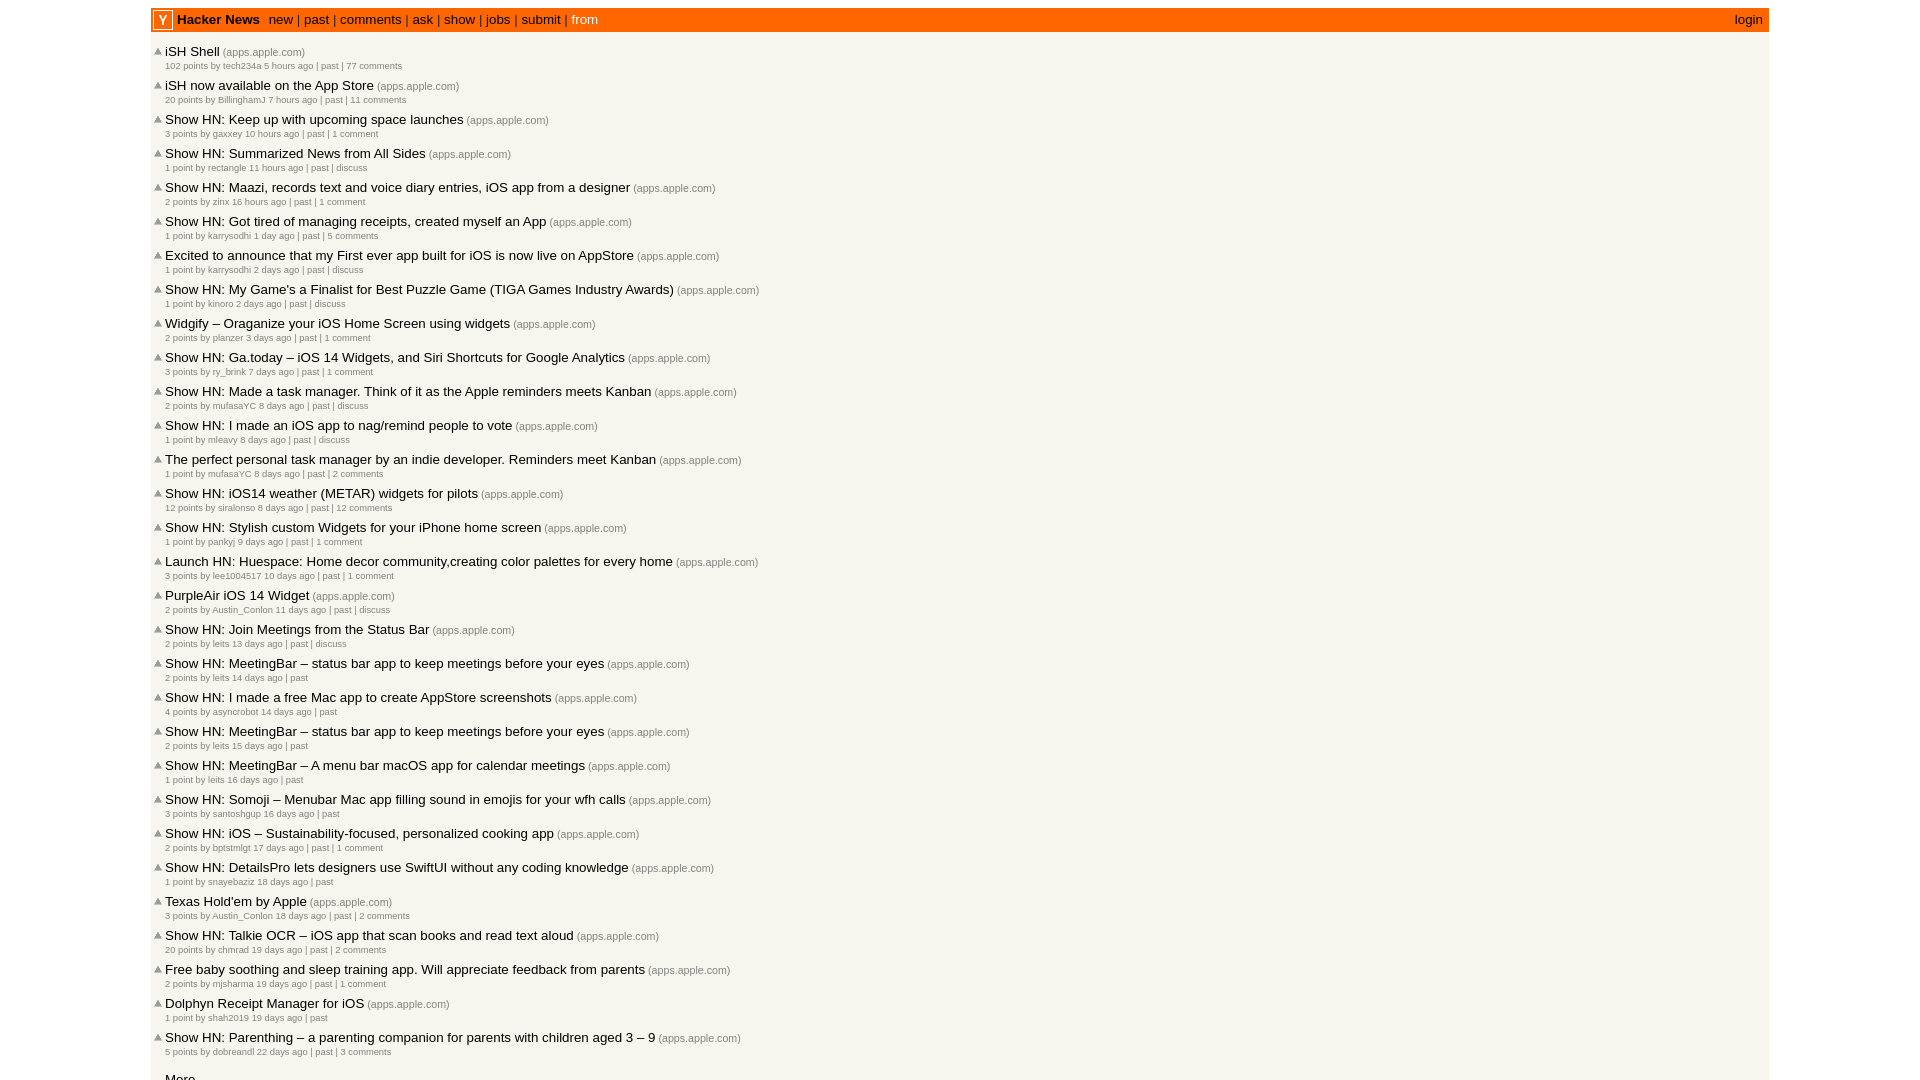 Y Hacker News new | past | comments | ask | show | jobs | submit | from login
iSH Shell (apps.apple.com)
102 points by tech234a 5 hours ago | past | 77 comments
iSH now available on the App Store (apps.apple.com)
20 points by BillinghamJ 7 hours ago | past | 11 comments
Show HN: Keep up with upcoming space launches (apps.apple.com)
3 points by gaxxey 10 hours ago | past | 1 comment
Show HN: Summarized News from All Sides (apps.apple.com)
1 point by rectangle 11 hours ago | past | discuss
Show HN: Maazi, records text and voice diary entries, iOS app from a designer (apps.apple.com)
2 points by zinx 16 hours ago | past | 1 comment
Show HN: Got tired of managing receipts, created myself an App (apps.apple.com)
1 point by karrysodhi 1 day ago | past | 5 comments
Excited to announce that my First ever app built for iOS is now live on AppStore (apps.apple.com)
1 point by karrysodhi 2 days ago | past | discuss
Show HN: My Game's a Finalist for Best Puzzle Game (TIGA Games Industry Awards) (apps.apple.com)
1 point by kinoro 2 days ago | past | discuss
Widgify – Oraganize your iOS Home Screen using widgets (apps.apple.com)
2 points by planzer 3 days ago | past | 1 comment
Show HN: Ga.today – iOS 14 Widgets, and Siri Shortcuts for Google Analytics (apps.apple.com)
3 points by ry_brink 7 days ago | past | 1 comment
Show HN: Made a task manager. Think of it as the Apple reminders meets Kanban (apps.apple.com)
2 points by mufasaYC 8 days ago | past | discuss
Show HN: I made an iOS app to nag/remind people to vote (apps.apple.com)
1 point by mleavy 8 days ago | past | discuss
The perfect personal task manager by an indie developer. Reminders meet Kanban (apps.apple.com)
1 point by mufasaYC 8 days ago | past | 2 comments
Show HN: iOS14 weather (METAR) widgets for pilots (apps.apple.com)
12 points by siralonso 8 days ago | past | 12 comments
Show HN: Stylish custom Widgets for your iPhone home screen (apps.apple.com)
1 point by pankyj 9 days ago | past | 1 comment
Launch HN: Huespace: Home decor community,creating color palettes for every home (apps.apple.com)
3 points by lee1004517 10 days ago | past | 1 comment
PurpleAir iOS 14 Widget (apps.apple.com)
2 points by Austin_Conlon 11 days ago | past | discuss
Show HN: Join Meetings from the Status Bar (apps.apple.com)
2 points by leits 13 days ago | past | discuss
Show HN: MeetingBar – status bar app to keep meetings before your eyes (apps.apple.com)
2 points by leits 14 days ago | past
Show HN: I made a free Mac app to create AppStore screenshots (apps.apple.com)
4 points by asyncrobot 14 days ago | past
Show HN: MeetingBar – status bar app to keep meetings before your eyes (apps.apple.com)
2 points by leits 15 days ago | past
Show HN: MeetingBar – A menu bar macOS app for calendar meetings (apps.apple.com)
1 point by leits 16 days ago | past
Show HN: Somoji – Menubar Mac app filling sound in emojis for your wfh calls (apps.apple.com)
3 points by santoshgup 16 days ago | past
Show HN: iOS – Sustainability-focused, personalized cooking app (apps.apple.com)
2 points by bptstmlgt 17 days ago | past | 1 comment
Show HN: DetailsPro lets designers use SwiftUI without any coding knowledge (apps.apple.com)
1 point by snayebaziz 18 days ago | past
Texas Hold'em by Apple (apps.apple.com)
3 points by Austin_Conlon 18 days ago | past | 2 comments
Show HN: Talkie OCR – iOS app that scan books and read text aloud (apps.apple.com)
20 points by chmrad 19 days ago | past | 2 comments
Free baby soothing and sleep training app. Will appreciate feedback from parents (apps.apple.com)
2 points by mjsharma 19 days ago | past | 1 comment
Dolphyn Receipt Manager for iOS (apps.apple.com)
1 point by shah2019 19 days ago | past
Show HN: Parenthing – a parenting companion for parents with children aged 3 – 9 (apps.apple.com)
5 points by dobreandl 22 days ago | past | 3 comments
More